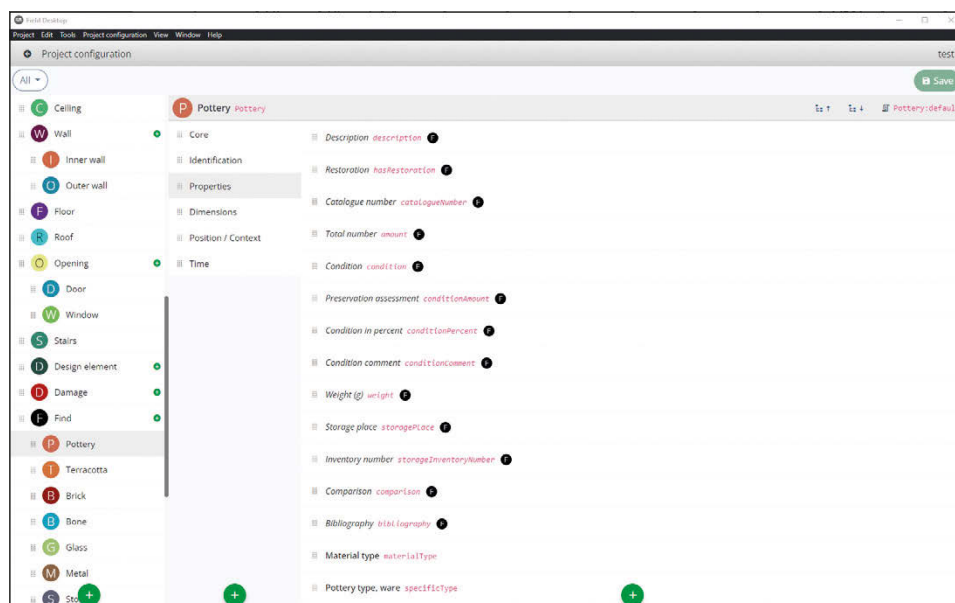 Field Desktop
Project Edit Tools Project configuration View Window Help
Project configuration test
All Save
C Ceiling
W Wall
I Inner wall
O Outer wall
F Floor
R Roof
O Opening
D Door
W Window
S Stairs
D Design element
D Damage
F Find
P Pottery
T Terracotta
B Brick
B Bone
G Glass
M Metal
S
P Pottery Pottery Pottery:defaul
Core
Identification
Properties
Dimensions
Position / Context
Time
Description description F
Restoration hasRestoration F
Catalogue number catalogueNumber F
Total number amount F
Condition condition F
Preservation assessment conditionAmount F
Condition in percent conditionPercent F
Condition comment conditionComment F
Weight (g) weight F
Storage place storagePlace F
Inventory number storageInventoryNumber F
Comparison comparison F
Bibliography bibliography F
Material type materialType
Pottery type, ware specificType